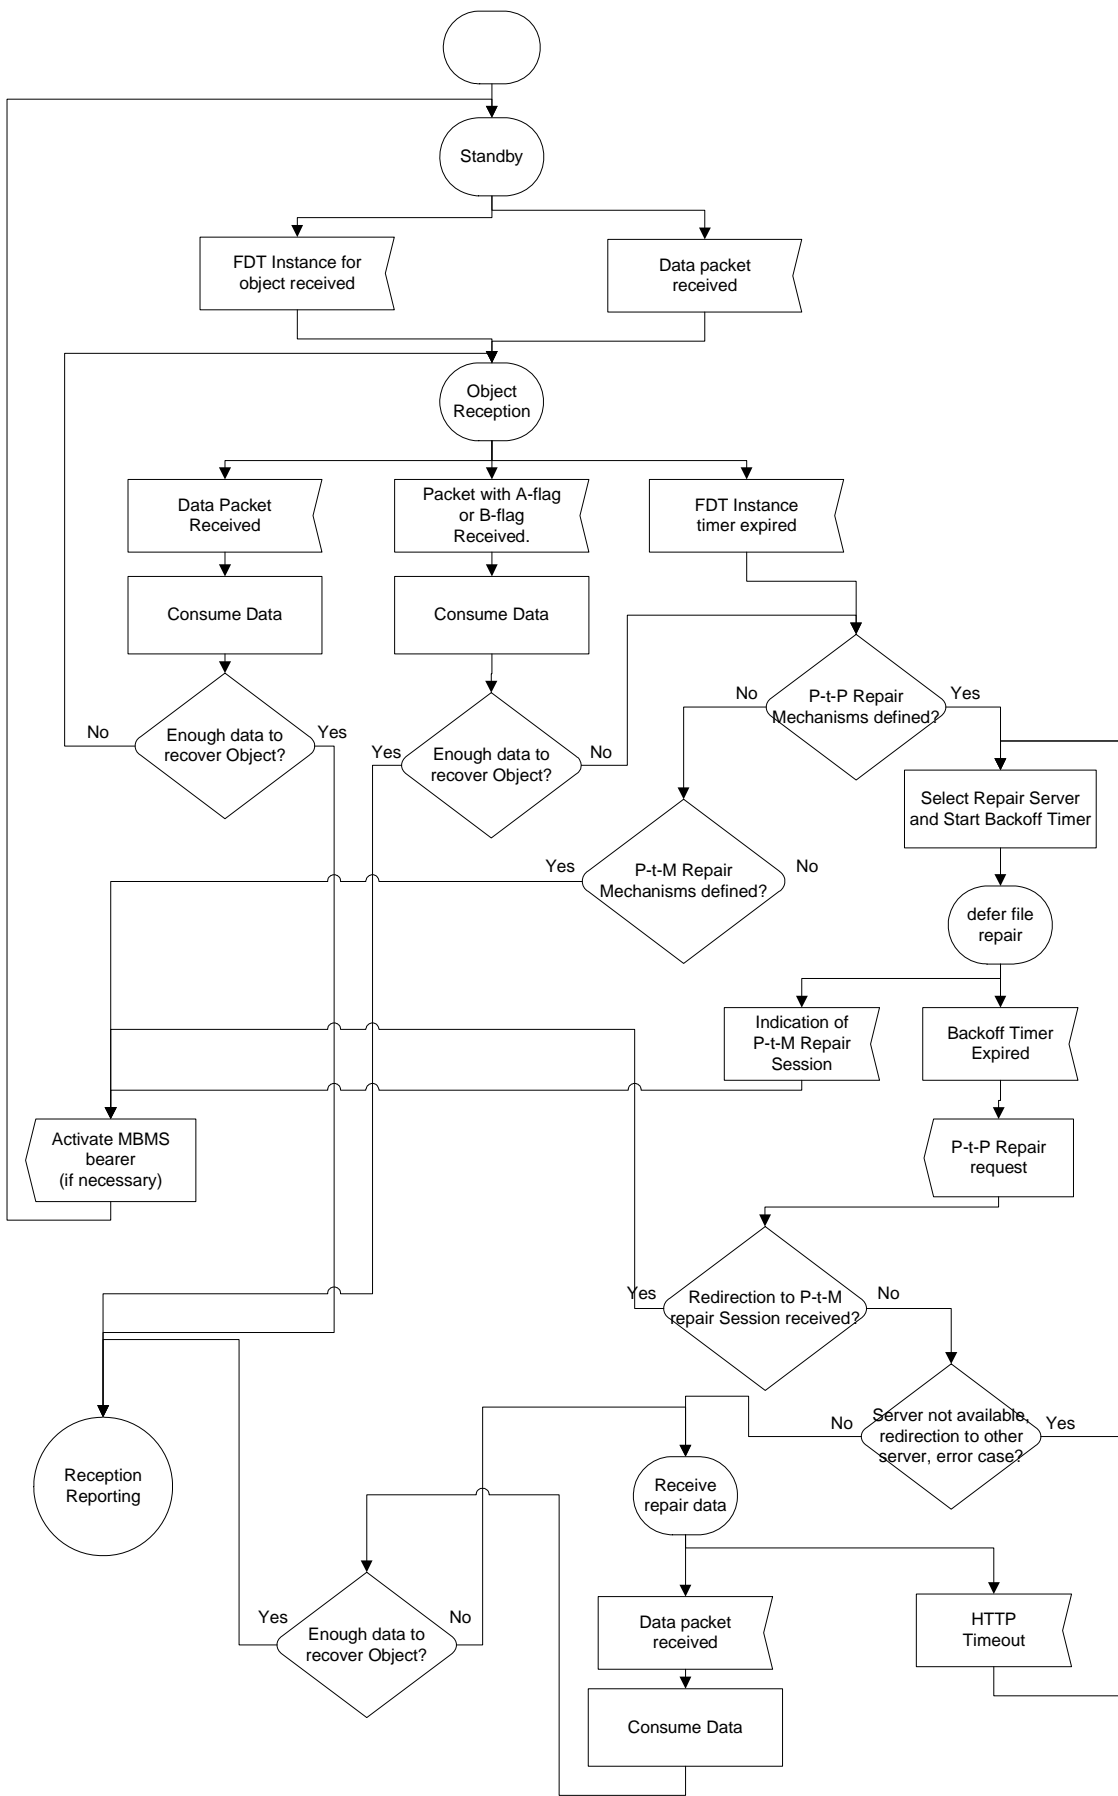 Standby
FDT Instance for
object received
Data packet
received
Object
Reception
Data Packet
Received
Packet with A-flag
or B-flag
Received.
FDT Instance
timer expired
Consume Data
Consume Data
No
P-t-P Repair
Mechanisms defined?
Yes
No
Enough data to
recover Object?
Yes
Yes
Enough data to
recover Object?
No
Select Repair Server
and Start Backoff Timer
Yes
P-t-M Repair
Mechanisms defined?
No
defer file
repair
Indication of
P-t-M Repair
Session
Backoff Timer
Expired
Activate MBMS
bearer
(if necessary)
P-t-P Repair
request
Yes
Redirection to P-t-M
repair Session received?
No
No
Server not available,
redirection to other
server, error case?
Yes
Reception
Reporting
Receive
repair data
Yes
Enough data to
recover Object?
No
Data packet
received
HTTP
Timeout
Consume Data